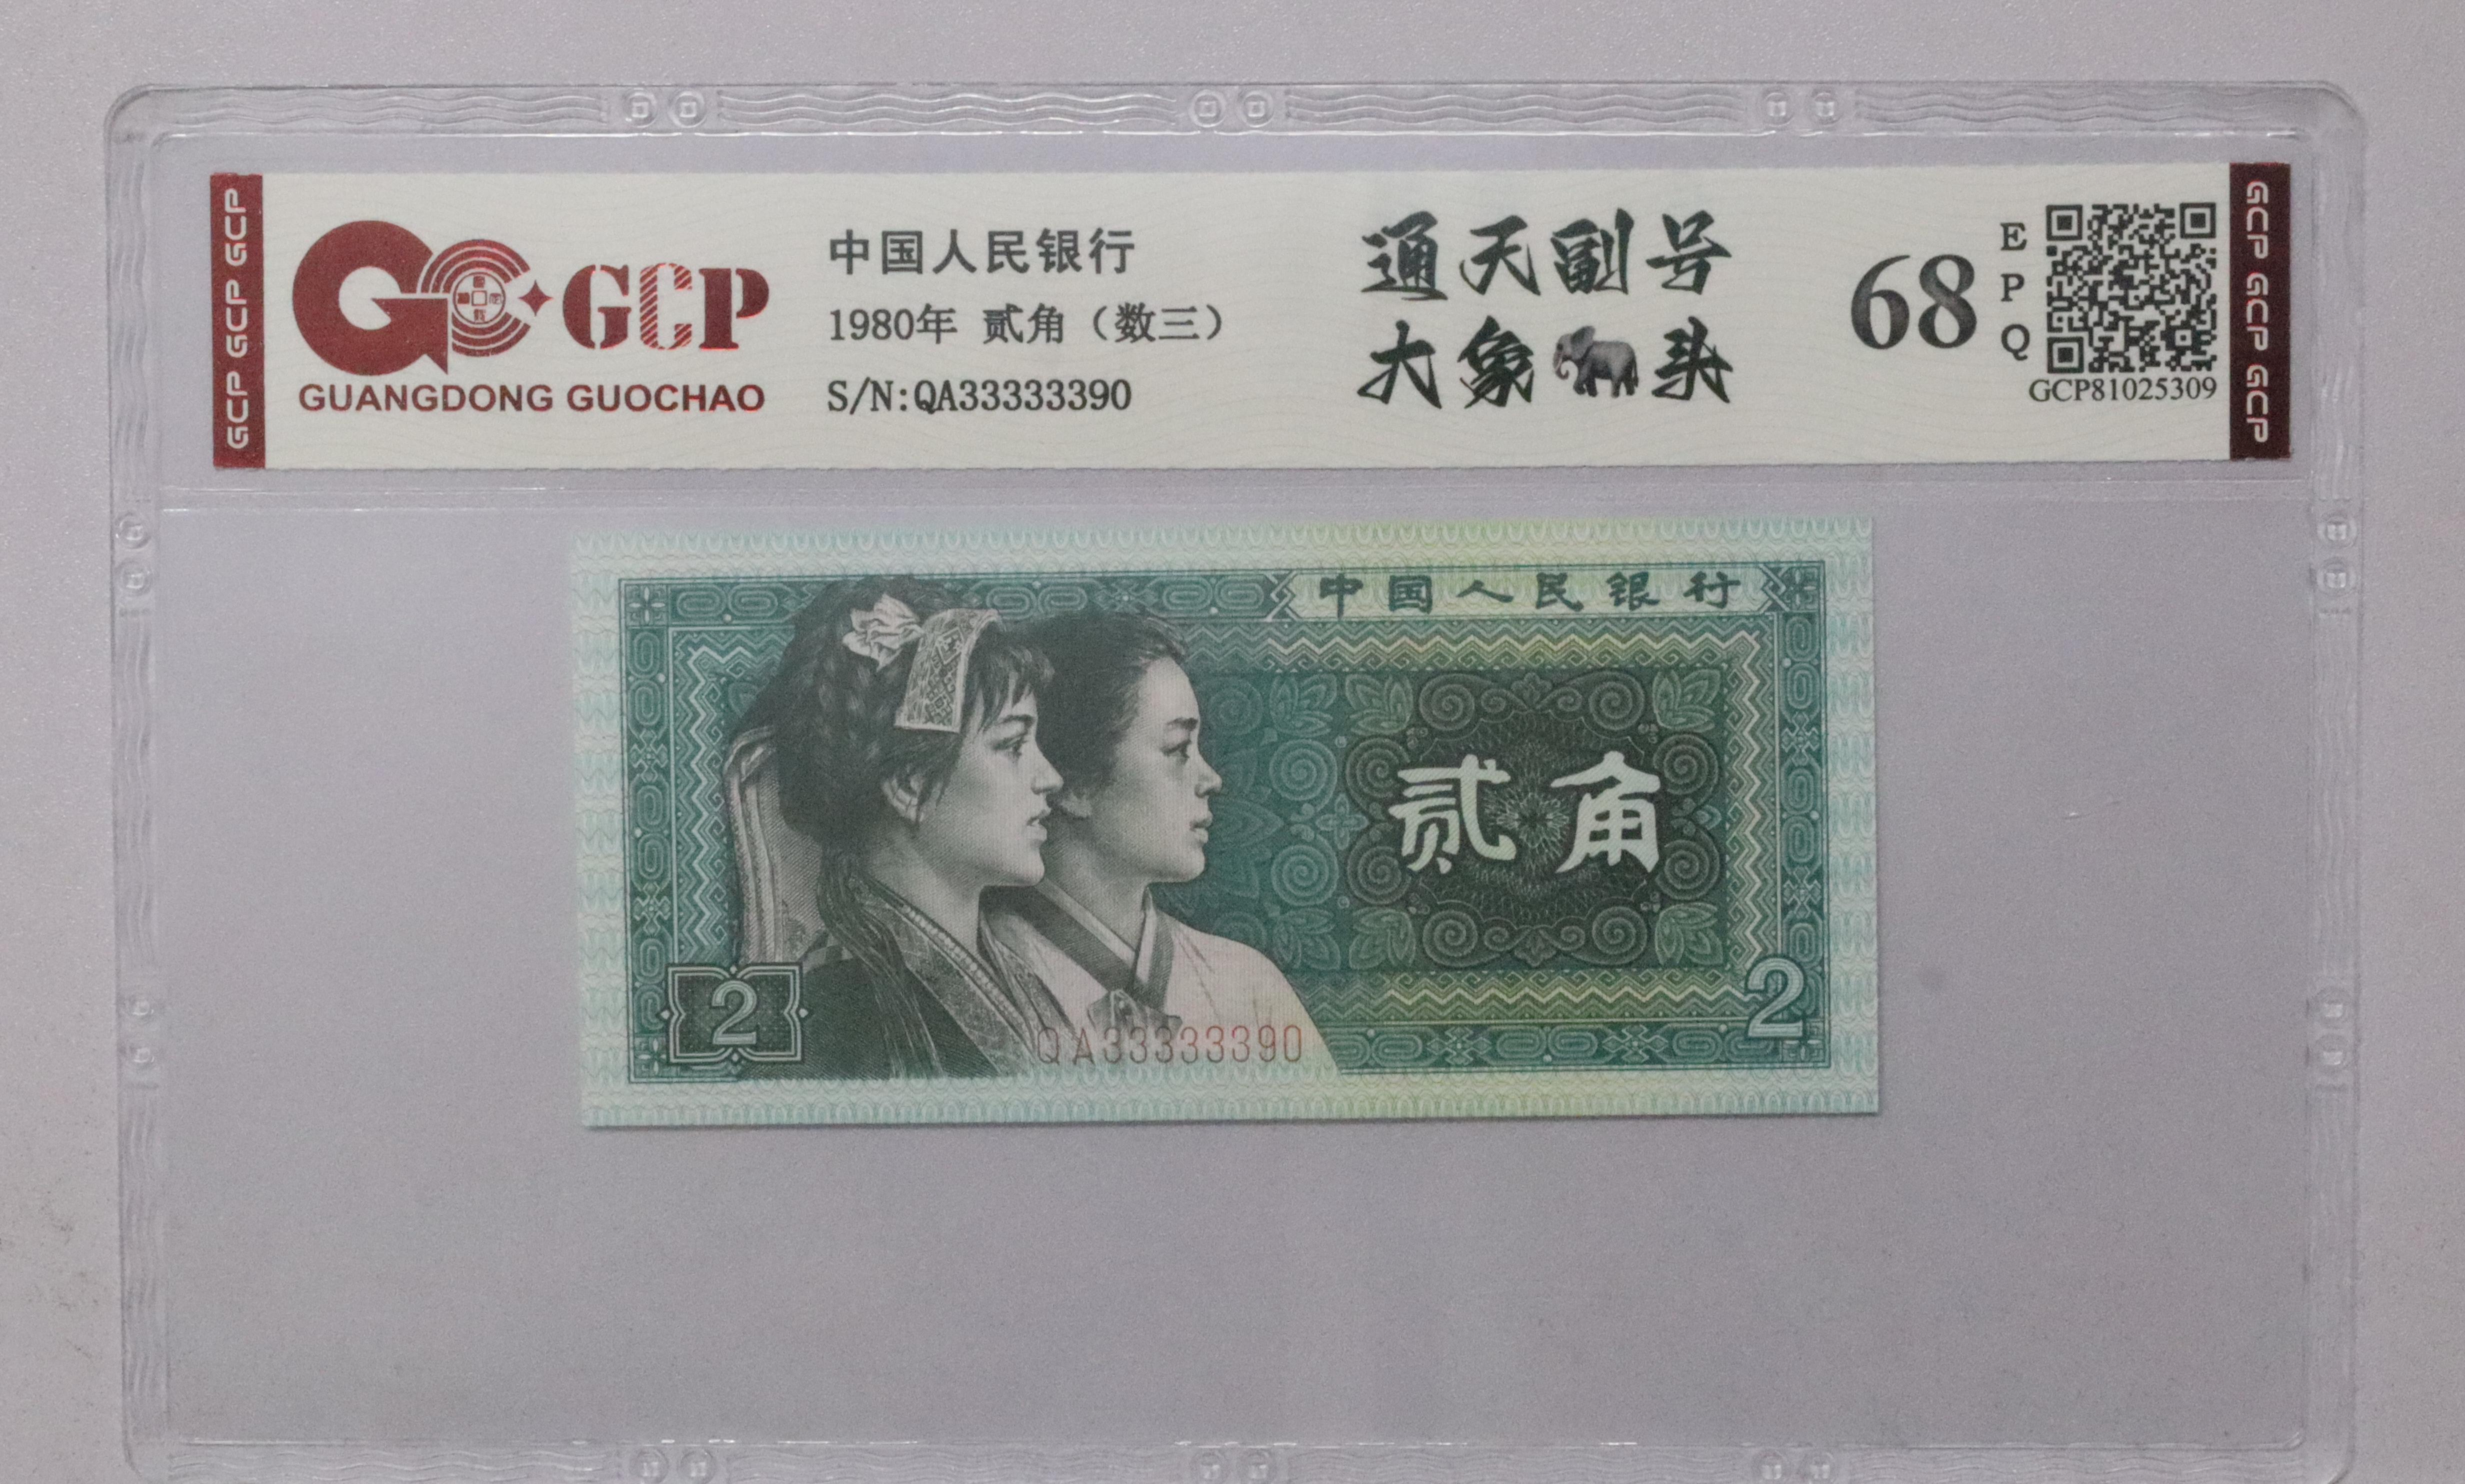 GCP GCP GCP
GCP
GUANGDONG GUOCHAO
中国人民银行
1980年 贰角（数三）
S/N:QA33333390
通天副号
大象头
68
E
P
Q
GCP81025309
GCP GCP GCP
中国人民银行
贰角
2
QA33333390
2